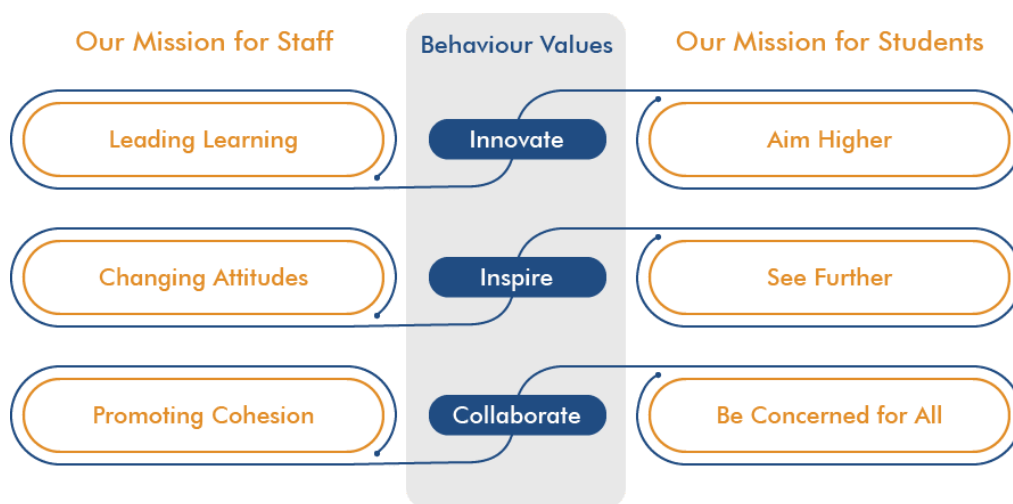 Our Mission for Staff
Behaviour Values
Our Mission for Students
Leading Learning
Innovate
Aim Higher
Changing Attitudes
Inspire
See Further
Promoting Cohesion
Collaborate
Be Concerned for All